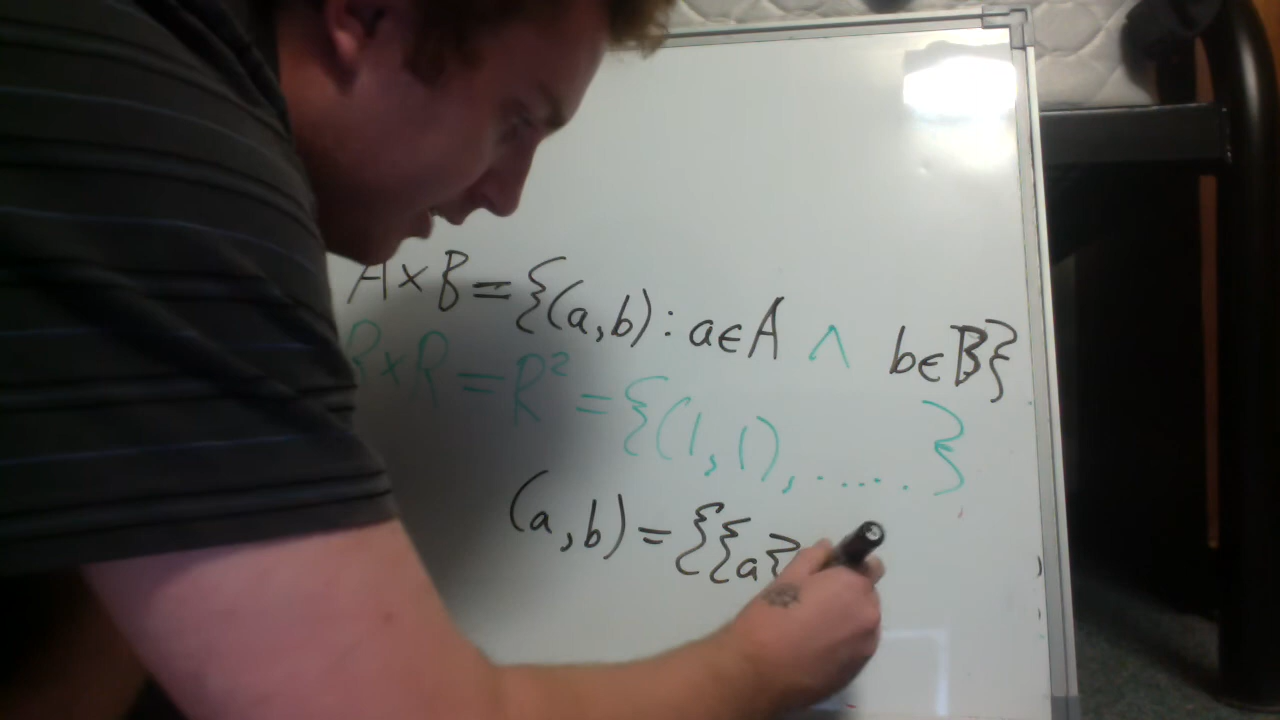 A×B={(a,b): a∈A ∧ b∈B}
R×R=R²={(1,1),.....}
(a,b)={{a}